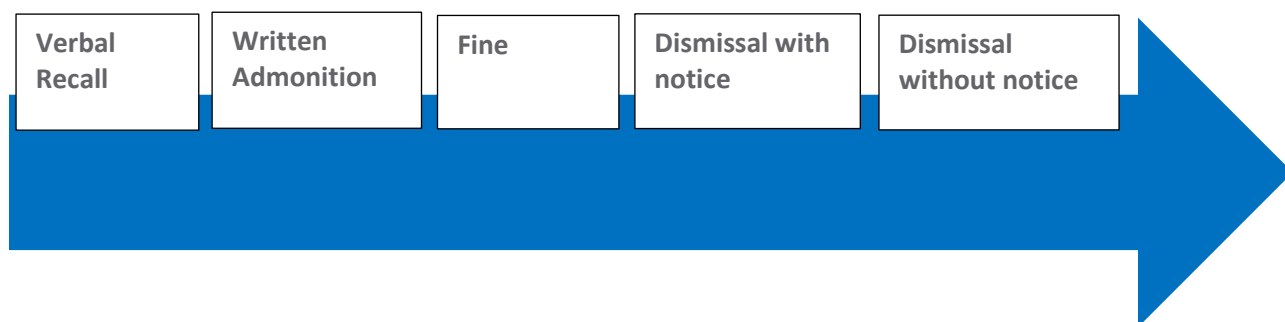 Verbal
Recall
Written
Admonition
Fine
Dismissal with
notice
Dismissal
without notice